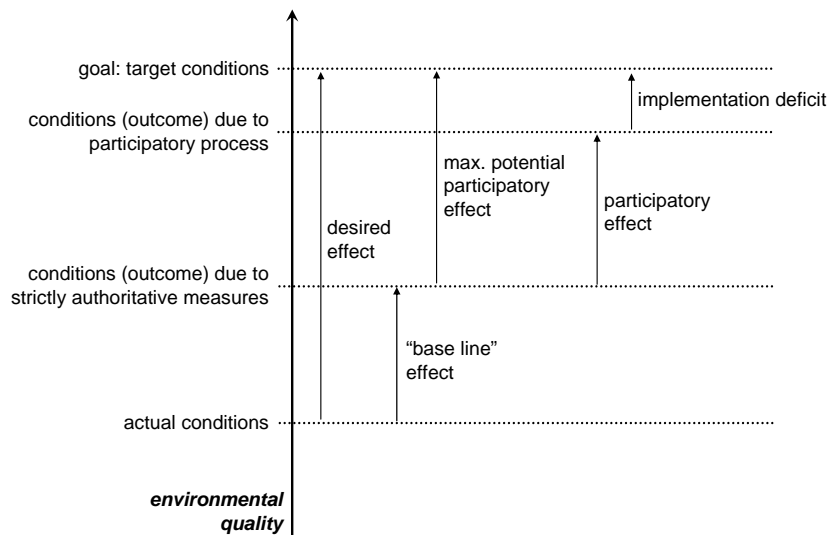 goal: target conditions
implementation deficit
conditions (outcome) due to
participatory process
max. potential
participatory
effect
participatory
effect
desired
effect
conditions (outcome) due to
strictly authoritative measures
“base line”
effect
actual conditions
environmental
quality